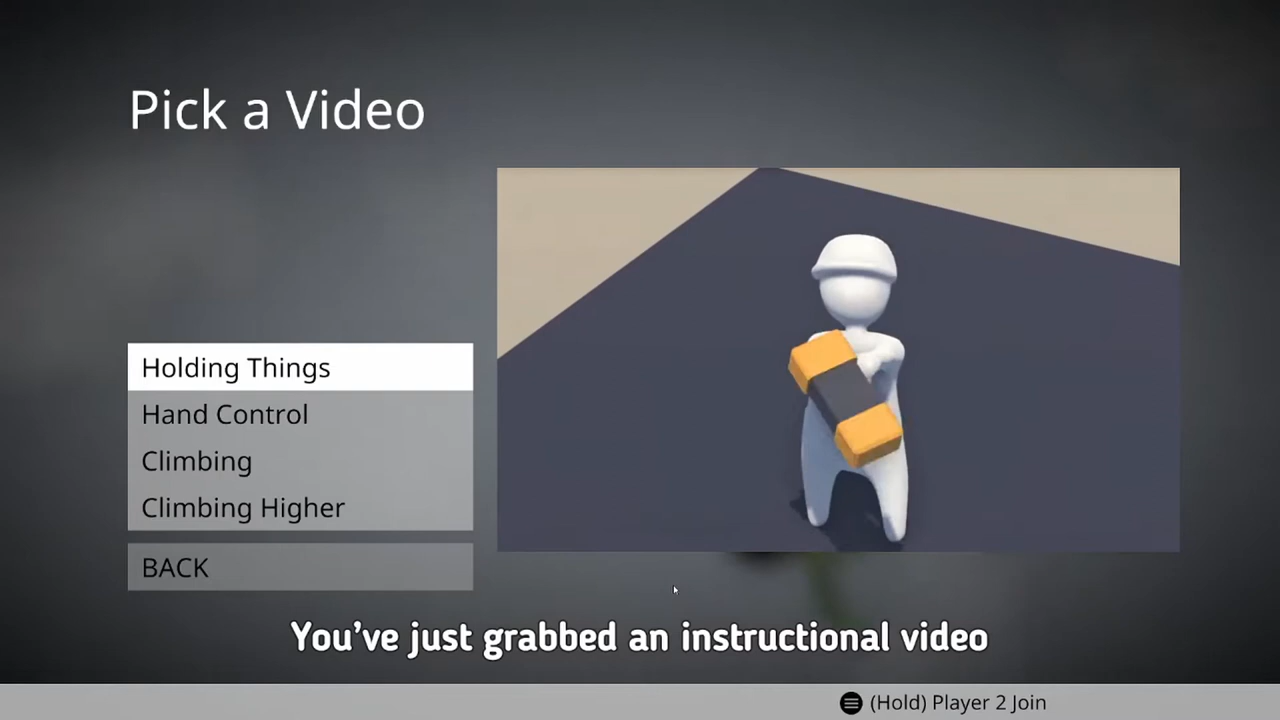 Pick a Video
Holding Things
Hand Control
Climbing
Climbing Higher
BACK
You've just grabbed an instructional video
(Hold) Player 2 Join